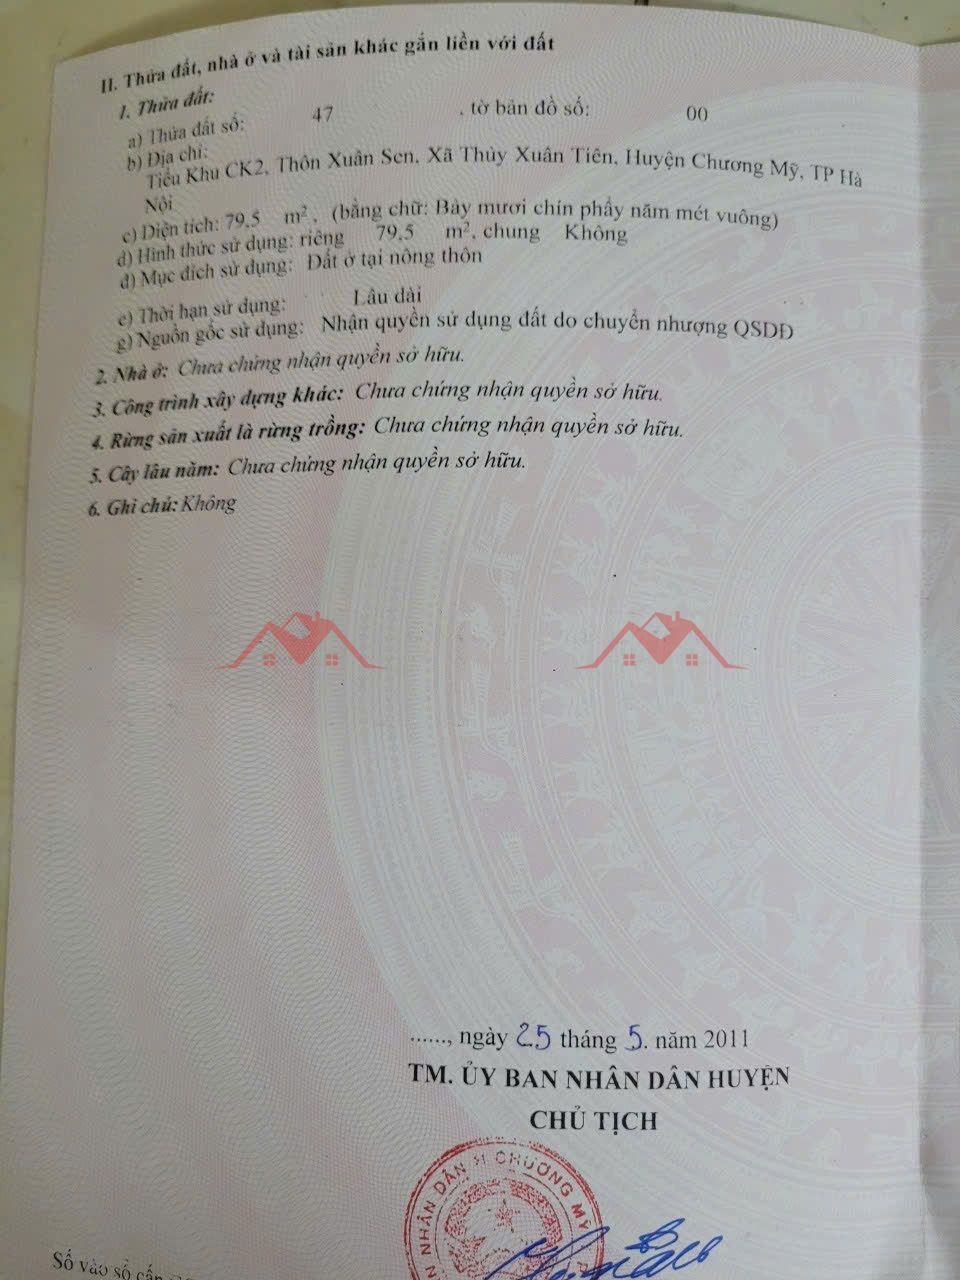 II. Thửa đất, nhà ở và tài sản khác gắn liền với đất
1. Thửa đất:
a) Thửa đất số: 47 , tờ bản đồ số: 00
b) Địa chỉ:
Tiểu Khu CK2, Thôn Xuân Sen, Xã Thủy Xuân Tiên, Huyện Chương Mỹ, TP Hà
Nội
c) Diện tích: 79,5 m², (bằng chữ: Bảy mươi chín phẩy năm mét vuông)
d) Hình thức sử dụng: riêng 79,5 m², chung Không
đ) Mục đích sử dụng: Đất ở tại nông thôn
e) Thời hạn sử dụng: Lâu dài
g) Nguồn gốc sử dụng: Nhận quyền sử dụng đất do chuyển nhượng QSDĐ
2. Nhà ở: Chưa chứng nhận quyền sở hữu.
3. Công trình xây dựng khác: Chưa chứng nhận quyền sở hữu.
4. Rừng sản xuất là rừng trồng: Chưa chứng nhận quyền sở hữu.
5. Cây lâu năm: Chưa chứng nhận quyền sở hữu.
6. Ghi chú: Không
......, ngày 25 tháng 5. năm 2011
TM. ỦY BAN NHÂN DÂN HUYỆN
CHỦ TỊCH
NHÂN DÂN H CHƯƠNG MỸ
Số vào sổ cấp